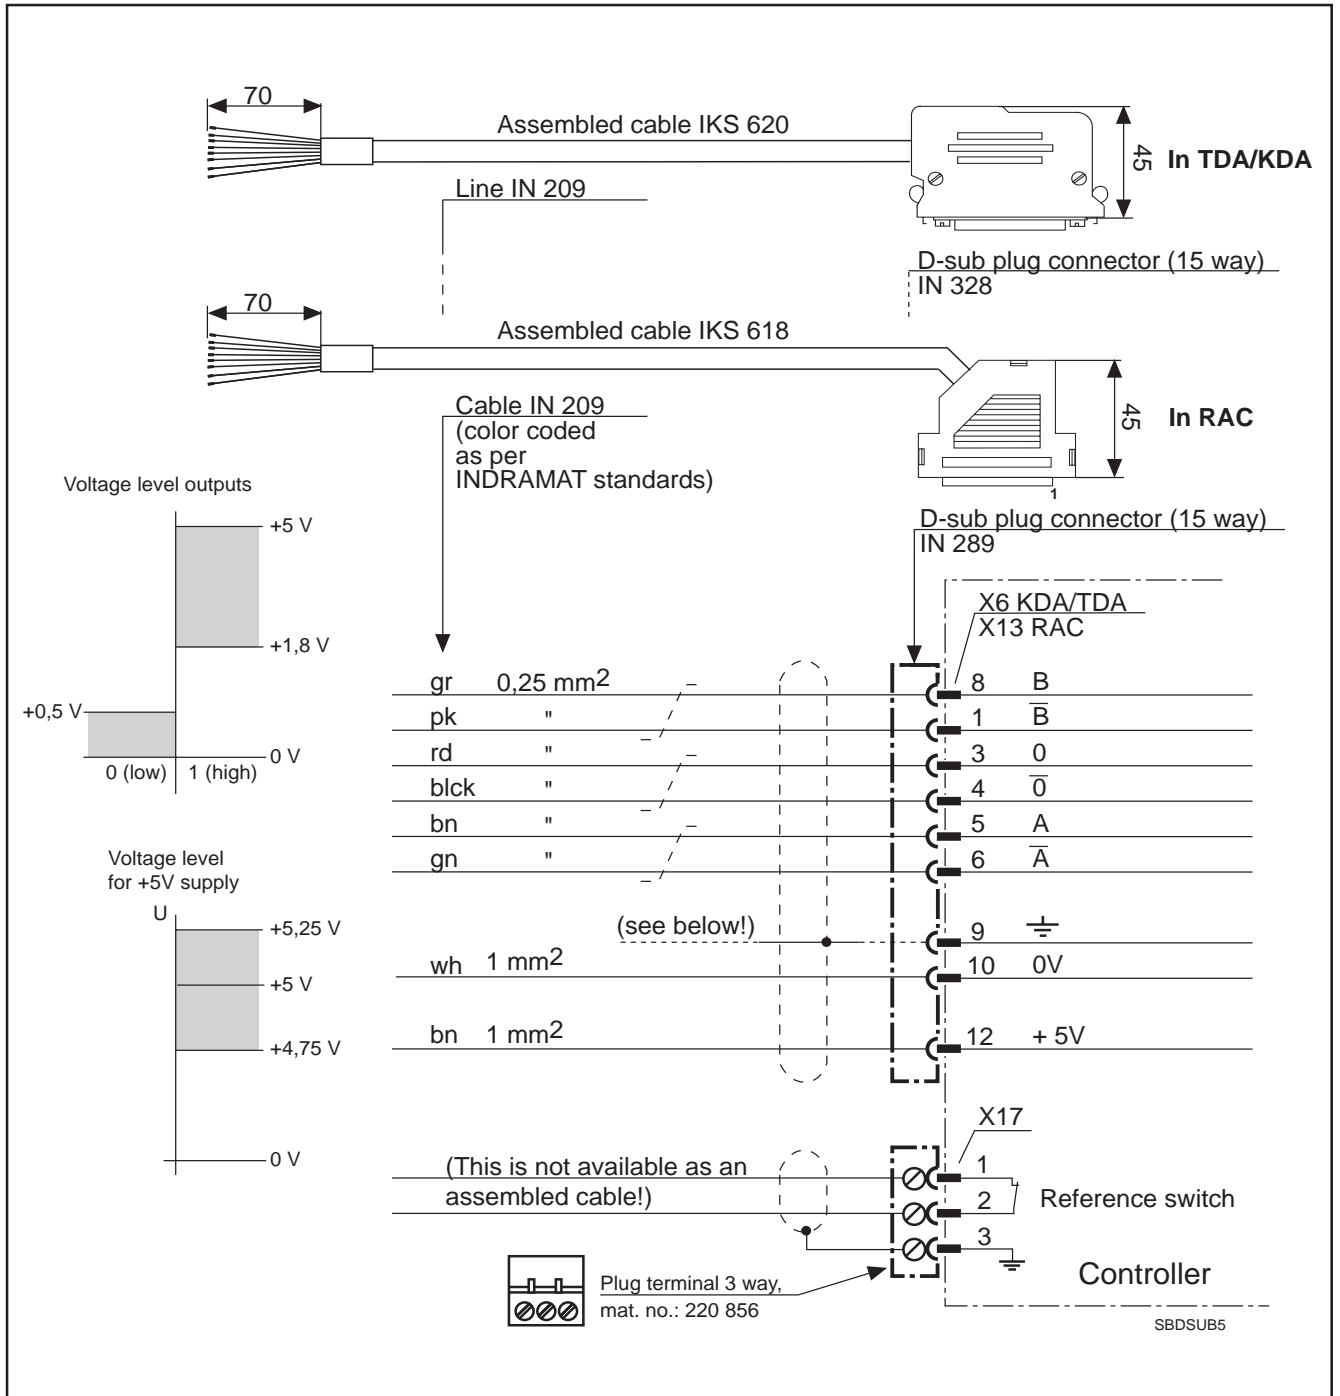 70
Assembled cable IKS 620
45
In TDA/KDA
Line IN 209
D-sub plug connector (15 way)
IN 328
70
Assembled cable IKS 618
45
In RAC
1
Cable IN 209
(color coded
as per
INDRAMAT standards)
D-sub plug connector (15 way)
IN 289
Voltage level outputs
+5 V
+1,8 V
+0,5 V
0 V
0 (low)
1 (high)
X6 KDA/TDA
X13 RAC
gr 0,25 mm2 8 B
pk " 1 B̅
rd " 3 0
blck " 4 0̅
bn " 5 A
gn " 6 A̅
(see below!) 9
wh 1 mm2 10 0V
bn 1 mm2 12 + 5V
Voltage level
for +5V supply
U
+5,25 V
+5 V
+4,75 V
0 V
X17
(This is not available as an
assembled cable!)
1
2
3
Reference switch
Controller
Plug terminal 3 way,
mat. no.: 220 856
SBDSUB5